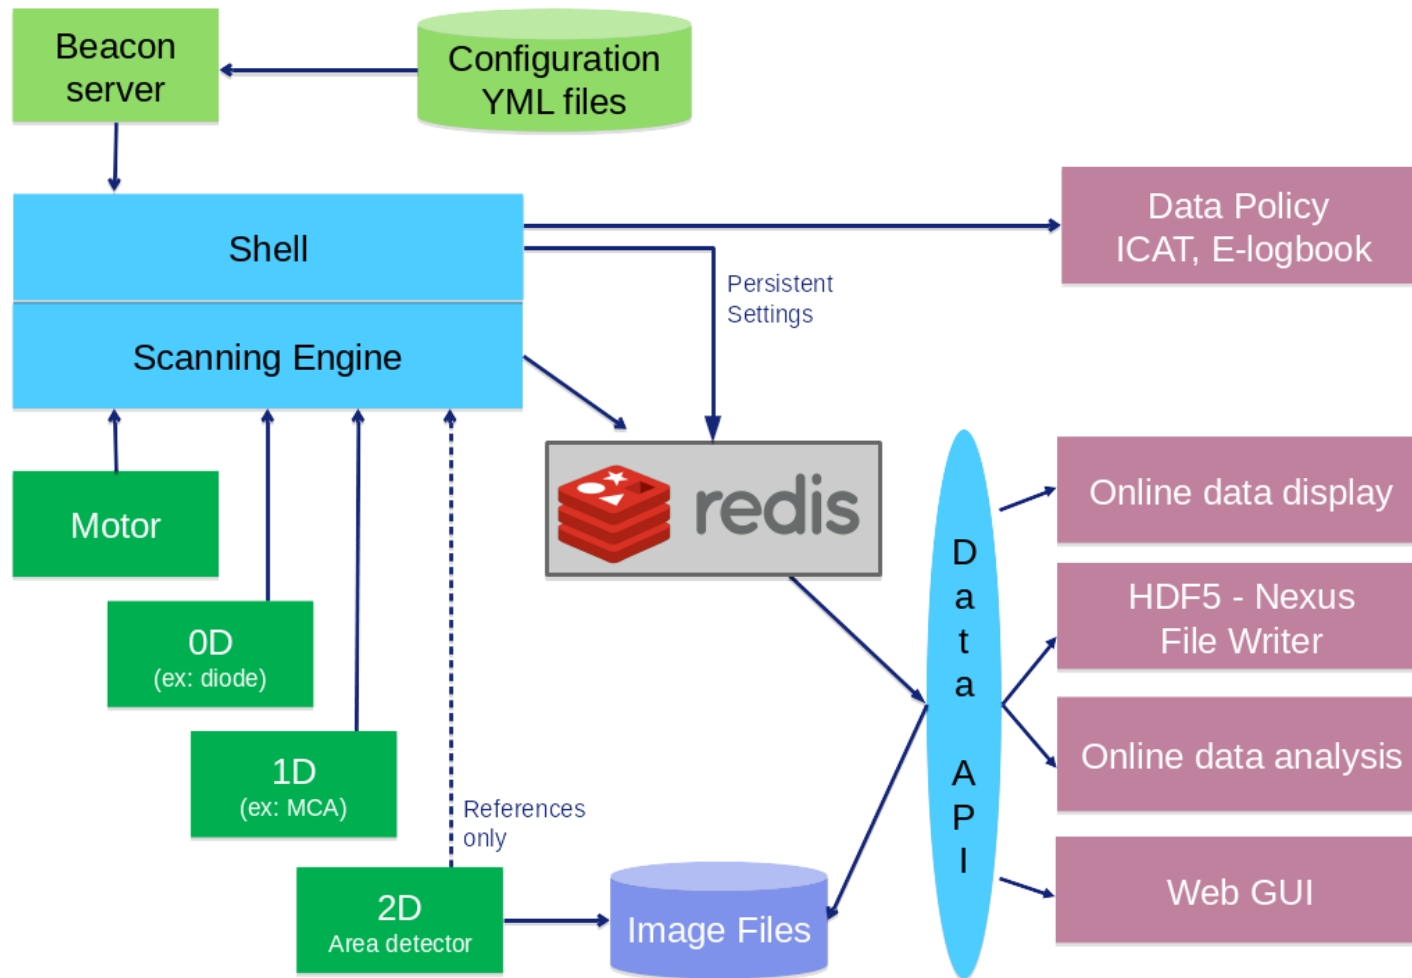 Beacon
server
Configuration
YML files
Shell
Scanning Engine
Data Policy
ICAT, E-logbook
Persistent
Settings
redis
Motor
0D
(ex: diode)
1D
(ex: MCA)
References
only
2D
Area detector
Image Files
Data API
Online data display
HDF5 - Nexus
File Writer
Online data analysis
Web GUI